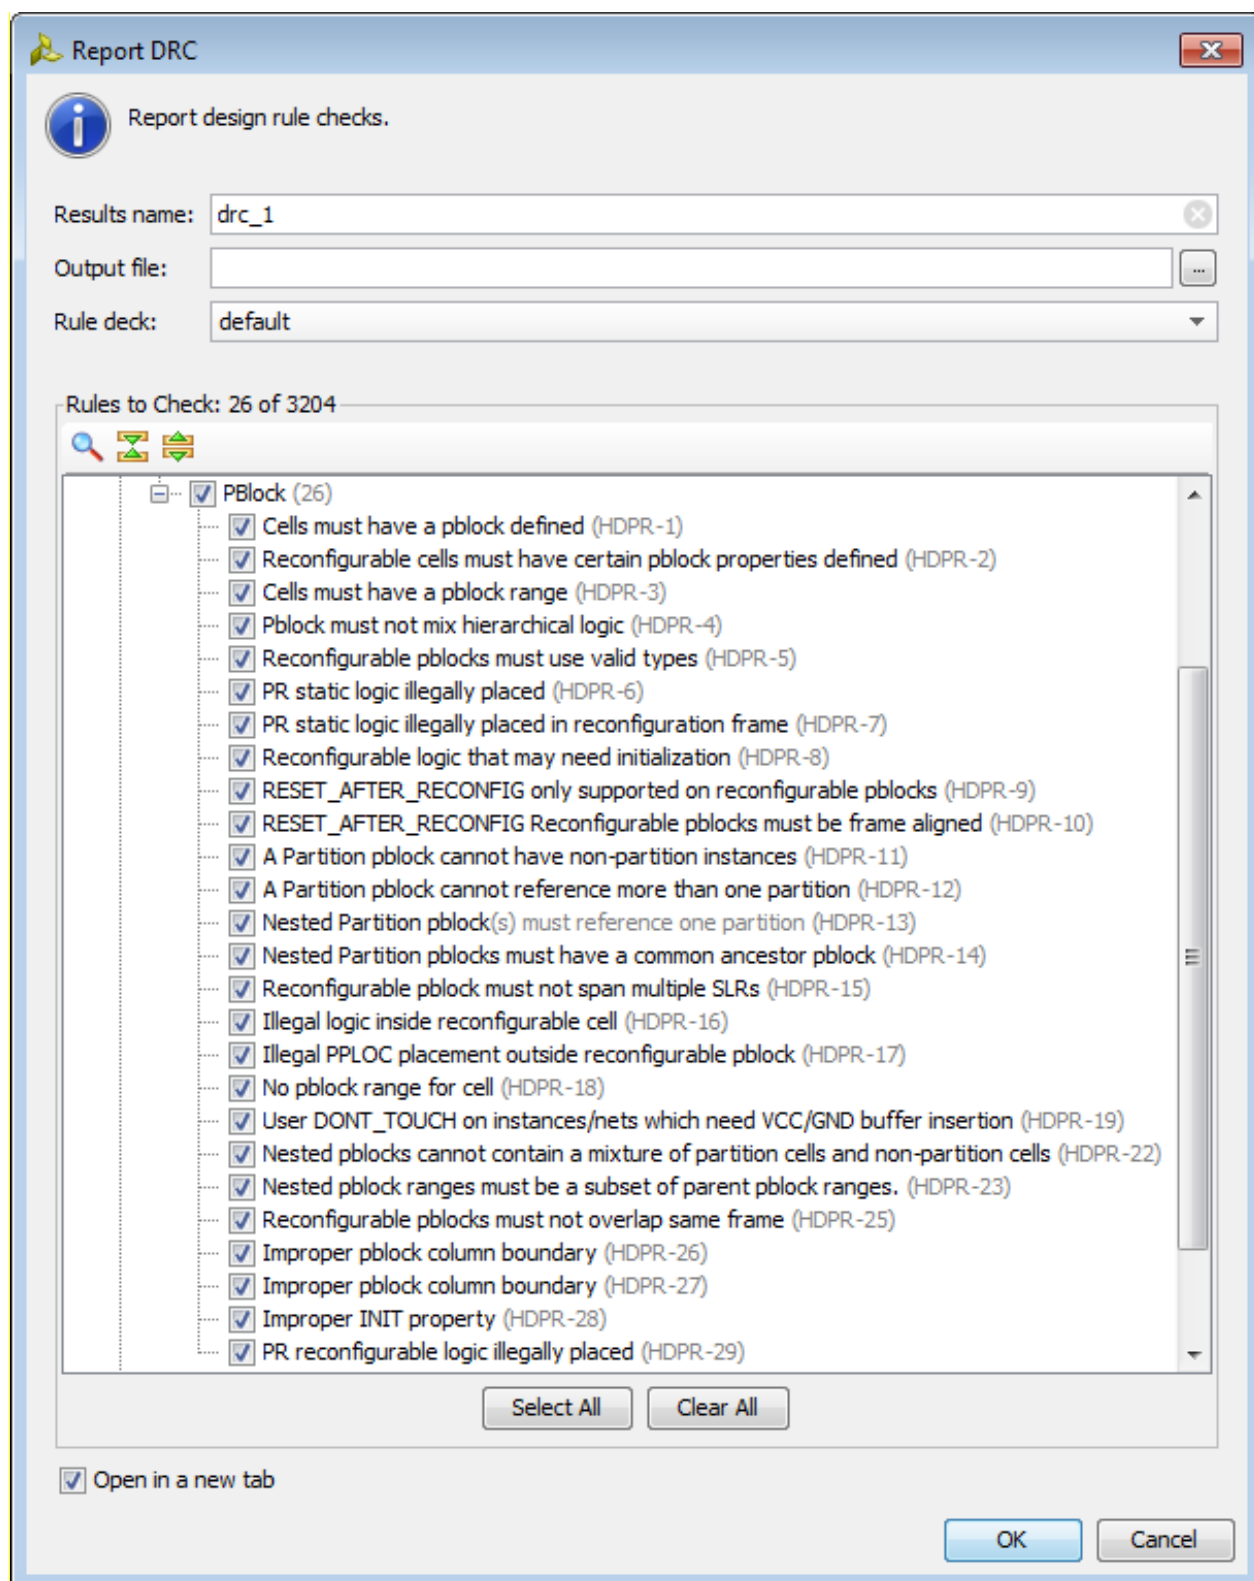 Report DRC
Report design rule checks.
Results name: drc_1
Output file:
...
Rule deck: default
Rules to Check: 26 of 3204
PBlock (26)
Cells must have a pblock defined (HDPR-1)
Reconfigurable cells must have certain pblock properties defined (HDPR-2)
Cells must have a pblock range (HDPR-3)
Pblock must not mix hierarchical logic (HDPR-4)
Reconfigurable pblocks must use valid types (HDPR-5)
PR static logic illegally placed (HDPR-6)
PR static logic illegally placed in reconfiguration frame (HDPR-7)
Reconfigurable logic that may need initialization (HDPR-8)
RESET_AFTER_RECONFIG only supported on reconfigurable pblocks (HDPR-9)
RESET_AFTER_RECONFIG Reconfigurable pblocks must be frame aligned (HDPR-10)
A Partition pblock cannot have non-partition instances (HDPR-11)
A Partition pblock cannot reference more than one partition (HDPR-12)
Nested Partition pblock(s) must reference one partition (HDPR-13)
Nested Partition pblocks must have a common ancestor pblock (HDPR-14)
Reconfigurable pblock must not span multiple SLRs (HDPR-15)
Illegal logic inside reconfigurable cell (HDPR-16)
Illegal PPLOC placement outside reconfigurable pblock (HDPR-17)
No pblock range for cell (HDPR-18)
User DONT_TOUCH on instances/nets which need VCC/GND buffer insertion (HDPR-19)
Nested pblocks cannot contain a mixture of partition cells and non-partition cells (HDPR-22)
Nested pblock ranges must be a subset of parent pblock ranges. (HDPR-23)
Reconfigurable pblocks must not overlap same frame (HDPR-25)
Improper pblock column boundary (HDPR-26)
Improper pblock column boundary (HDPR-27)
Improper INIT property (HDPR-28)
PR reconfigurable logic illegally placed (HDPR-29)
Select All Clear All
Open in a new tab
OK Cancel